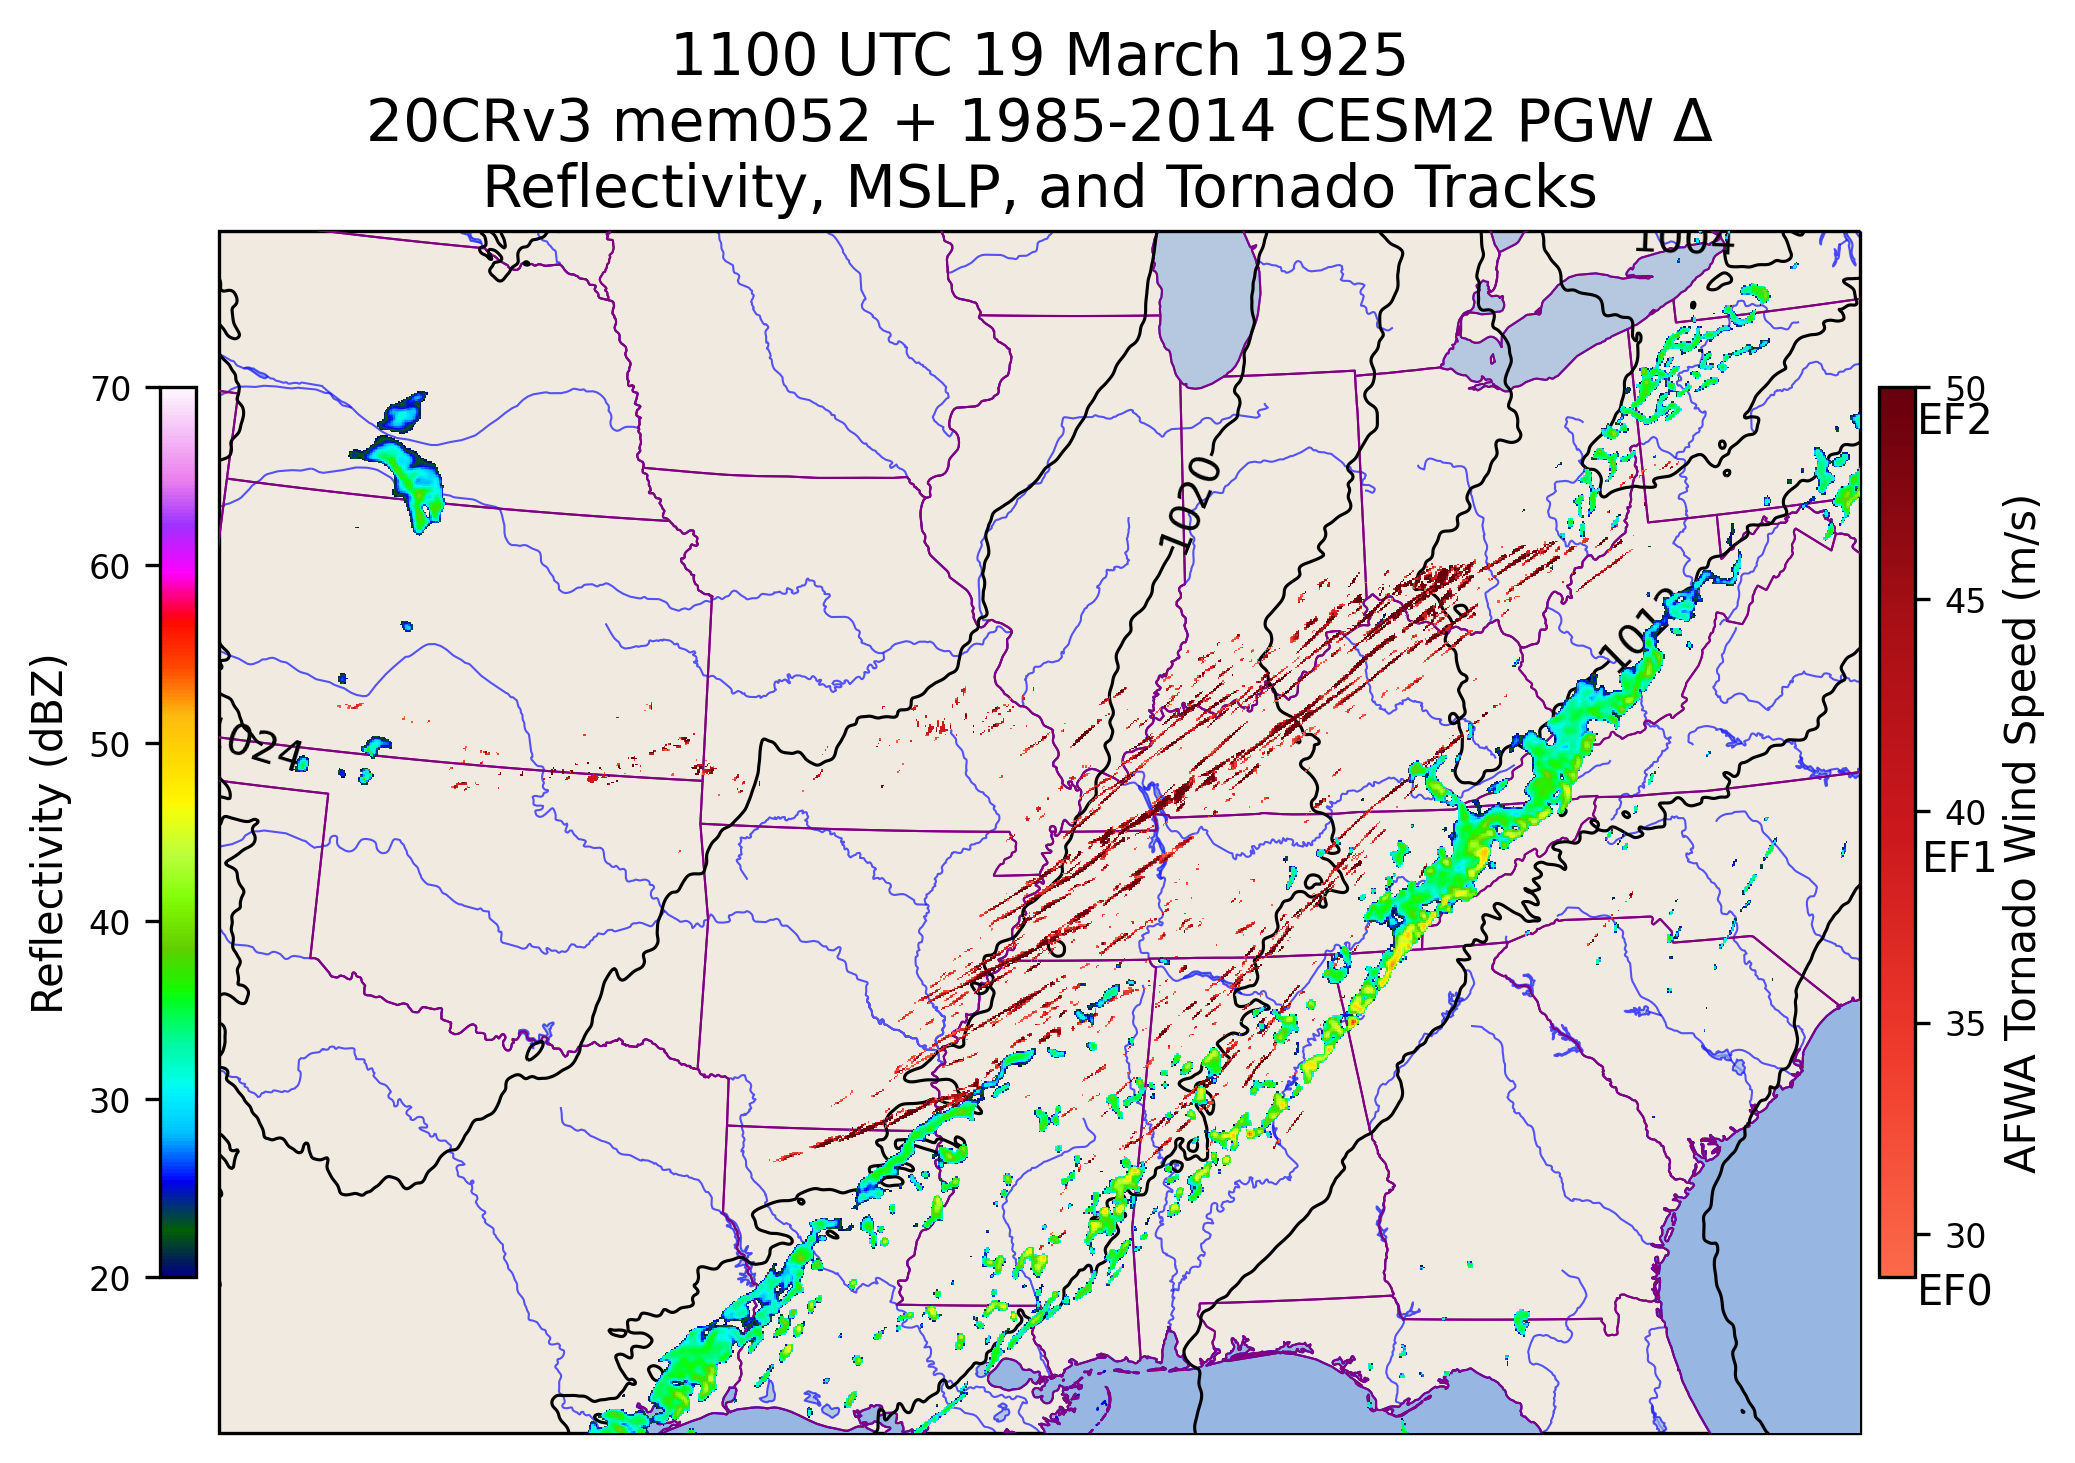 1100 UTC 19 March 1925
20CRv3 mem052 + 1985-2014 CESM2 PGW Δ
Reflectivity, MSLP, and Tornado Tracks
1004
1020
1012
024
70
60
50
40
30
20
Reflectivity (dBZ)
50
EF2
45
40
EF1
35
30
EF0
AFWA Tornado Wind Speed (m/s)